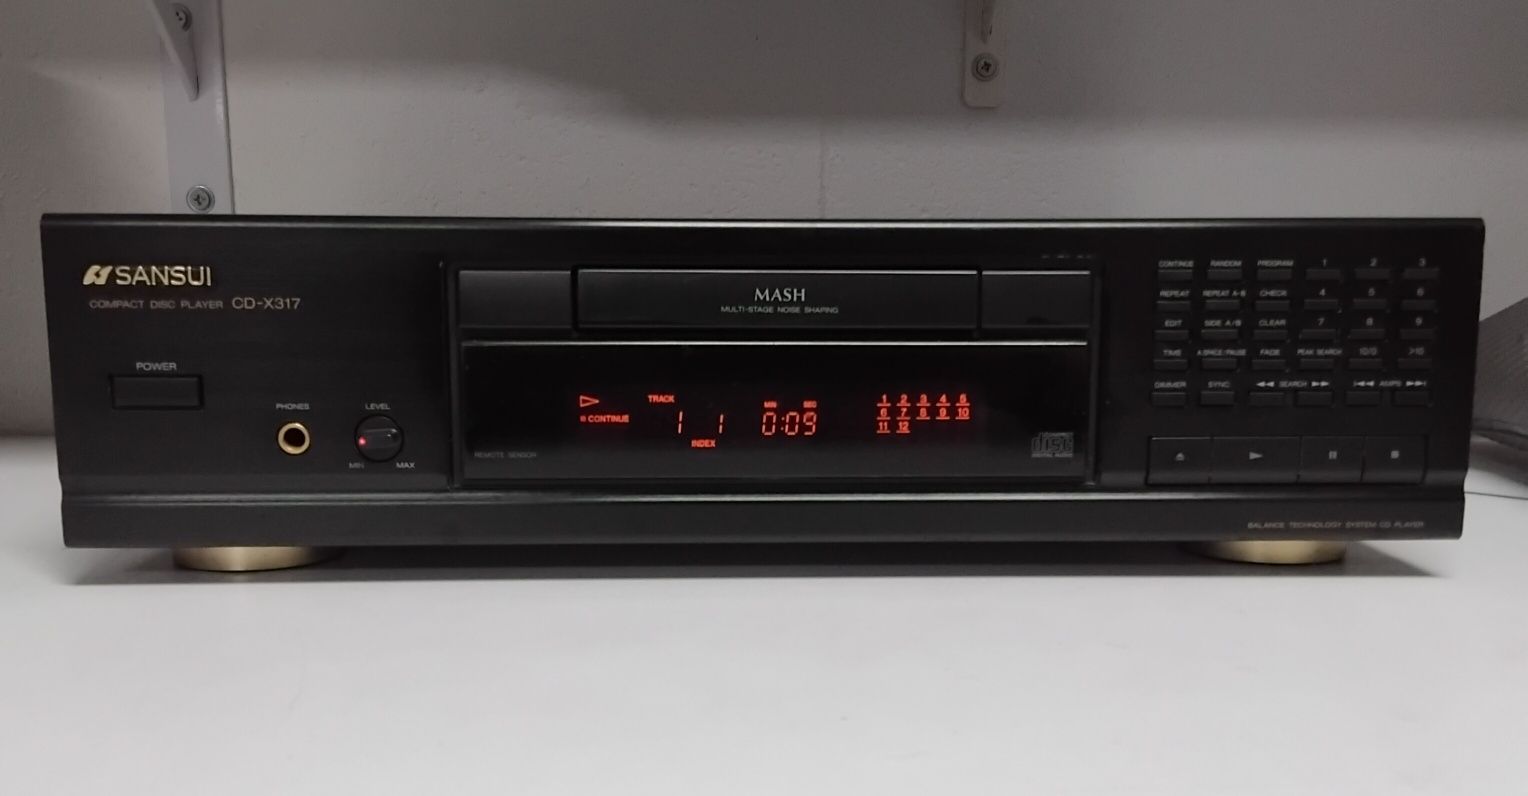 SANSUI
COMPACT DISC PLAYER CD-X317
POWER
PHONES
LEVEL
MIN MAX
MASH
MULTI-STAGE NOISE SHAPING
TRACK MIN SEC
CONTINUE 1 1 0:09
INDEX
1 2 3 4 5
6 7 8 9 10
11 12
REMOTE SENSOR
disc
DIGITAL AUDIO
CONTINUE RANDOM PROGRAM 1 2 3
REPEAT REPEAT A-B CHECK 4 5 6
EDIT SIDE A/B CLEAR 7 8 9
TIME A.SPACE/PAUSE FADE PEAK SEARCH 10/0 >10
DIMMER SYNC ◀◀ SEARCH ▶▶ I◀◀ AMPS ▶▶I
BALANCE TECHNOLOGY SYSTEM CD PLAYER